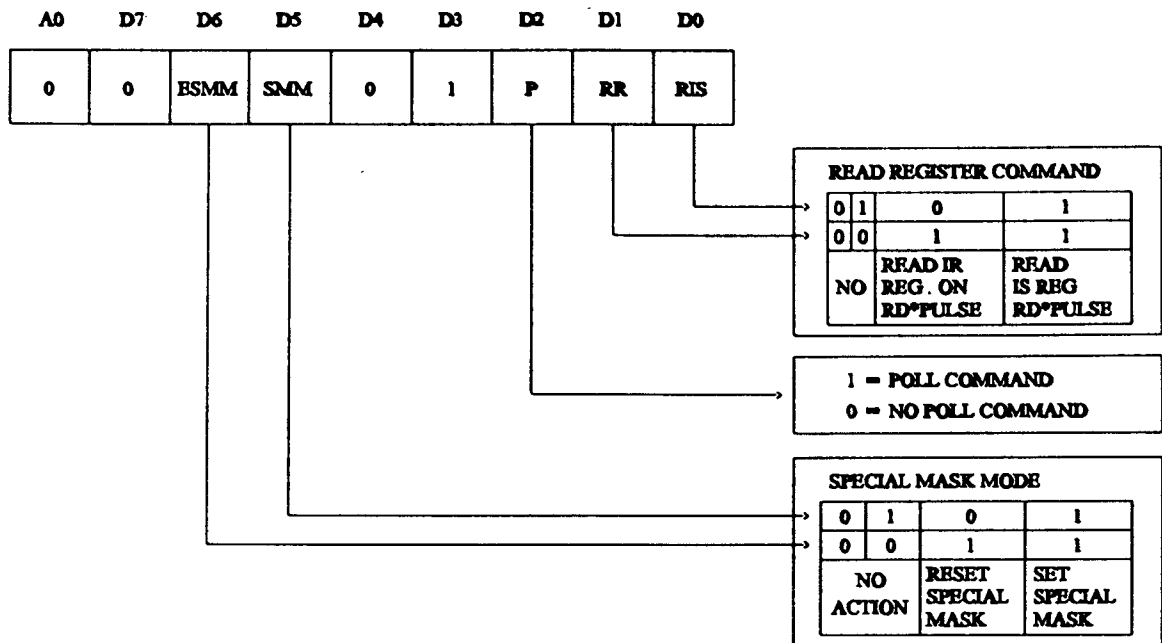 A0 D7 D6 D5 D4 D3 D2 D1 D0
0 0 ESMM SMM 0 1 P RR RIS
READ REGISTER COMMAND
0 1 0 1
0 0 1 1
NO READ IR REG . ON RD*PULSE READ IS REG RD*PULSE
1 = POLL COMMAND
0 = NO POLL COMMAND
SPECIAL MASK MODE
0 1 0 1
0 0 1 1
NO ACTION RESET SPECIAL MASK SET SPECIAL MASK